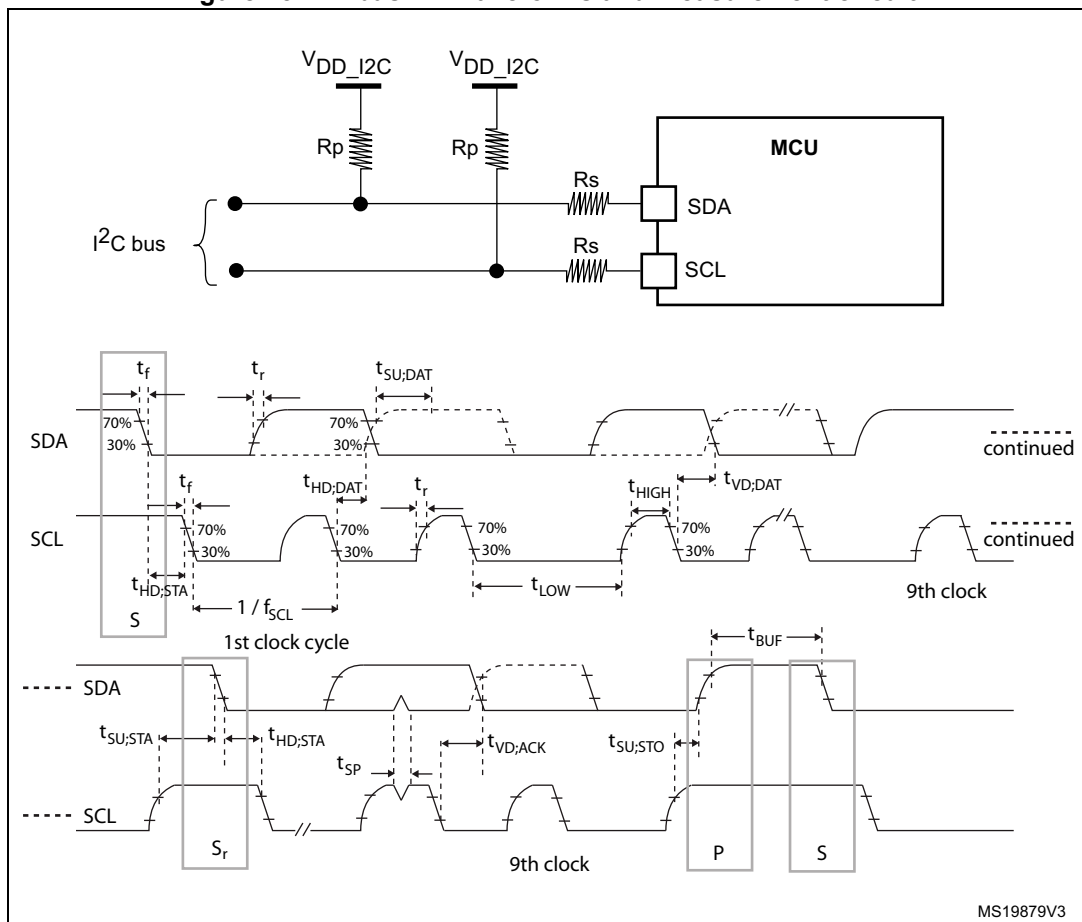 V_DD_I2C V_DD_I2C
Rp Rp
MCU
Rs
SDA
I²C bus
Rs
SCL
t_f t_r t_SU;DAT
70% 70%
SDA 30% 30%
continued
t_f t_HD;DAT t_r t_HIGH t_VD;DAT
70% 70% 70% 70%
SCL 30% 30% 30% 30%
continued
t_HD;STA t_LOW
S 1 / f_SCL 9th clock
1st clock cycle
t_BUF
SDA
t_SU;STA t_HD;STA t_VD;ACK t_SU;STO
t_SP
SCL
S_r 9th clock P S
MS19879V3